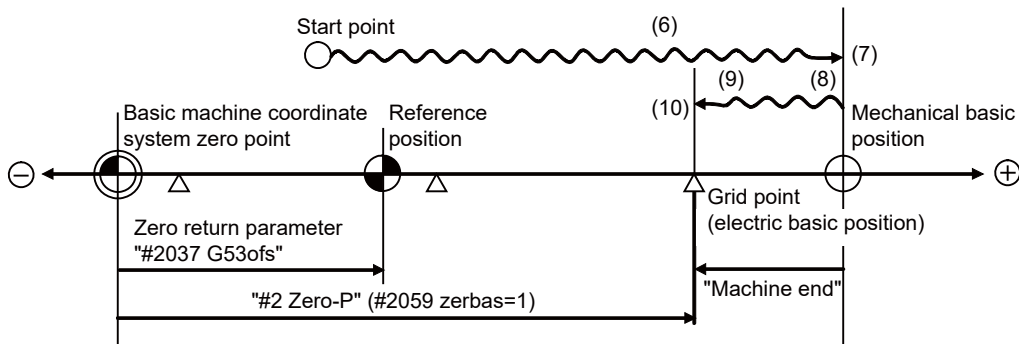 Start point
(6)
(7)
(9)
(8)
(10)
Basic machine coordinate
system zero point
Reference
position
Mechanical basic
position
−
+
Grid point
(electric basic position)
Zero return parameter
"#2037 G53ofs"
"Machine end"
"#2 Zero-P" (#2059 zerbas=1)